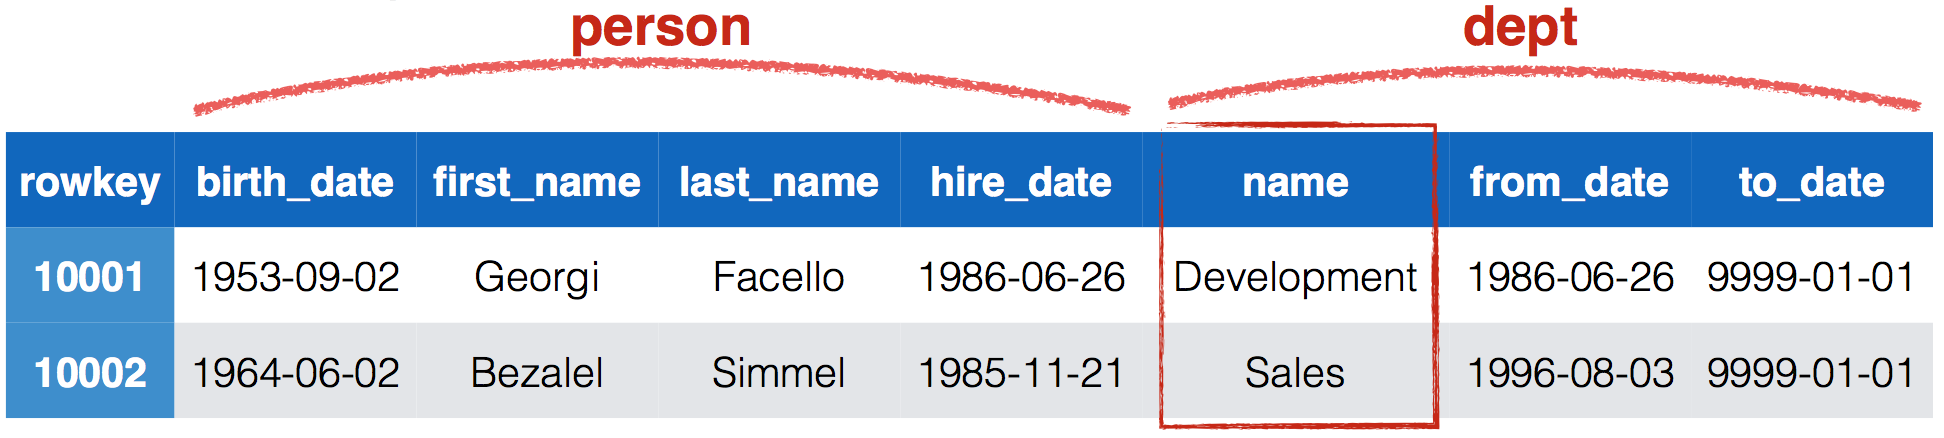 person dept
rowkey birth_date first_name last_name hire_date name from_date to_date
10001 1953-09-02 Georgi Facello 1986-06-26 Development 1986-06-26 9999-01-01
10002 1964-06-02 Bezalel Simmel 1985-11-21 Sales 1996-08-03 9999-01-01